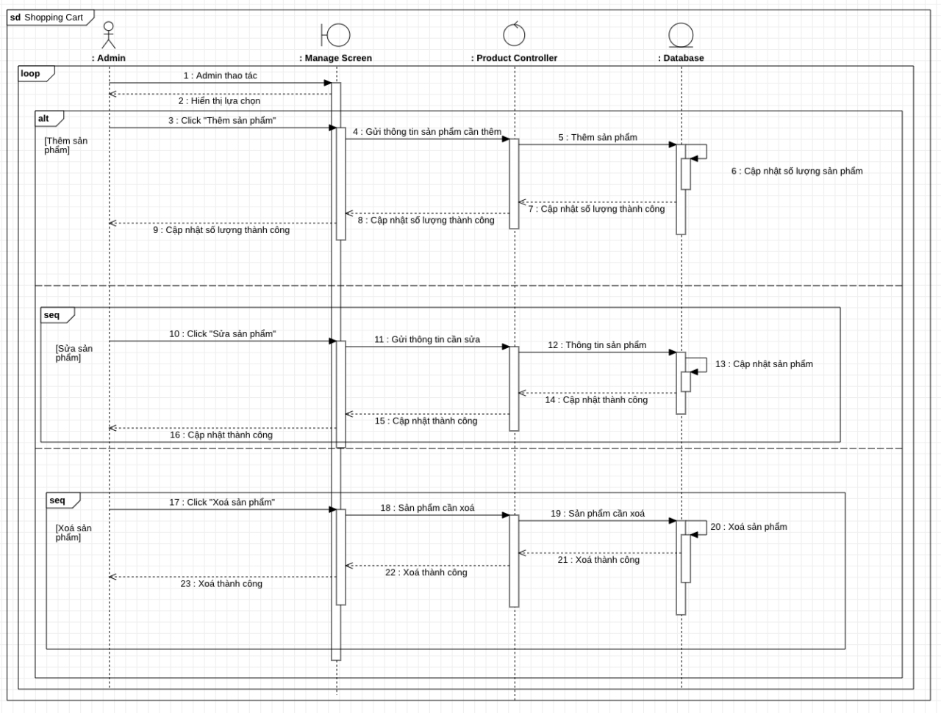 sd Shopping Cart
: Admin
: Manage Screen
: Product Controller
: Database
loop
1 : Admin thao tác
2 : Hiển thị lựa chọn
alt
3 : Click "Thêm sản phẩm"
[Thêm sản
phẩm]
4 : Gửi thông tin sản phẩm cần thêm
5 : Thêm sản phẩm
6 : Cập nhật số lượng sản phẩm
7 : Cập nhật số lượng thành công
8 : Cập nhật số lượng thành công
9 : Cập nhật số lượng thành công
seq
10 : Click "Sửa sản phẩm"
[Sửa sản
phẩm]
11 : Gửi thông tin cần sửa
12 : Thông tin sản phẩm
13 : Cập nhật sản phẩm
14 : Cập nhật thành công
15 : Cập nhật thành công
16 : Cập nhật thành công
seq
17 : Click "Xoá sản phẩm"
[Xoá sản
phẩm]
18 : Sản phẩm cần xoá
19 : Sản phẩm cần xoá
20 : Xoá sản phẩm
21 : Xoá thành công
22 : Xoá thành công
23 : Xoá thành công